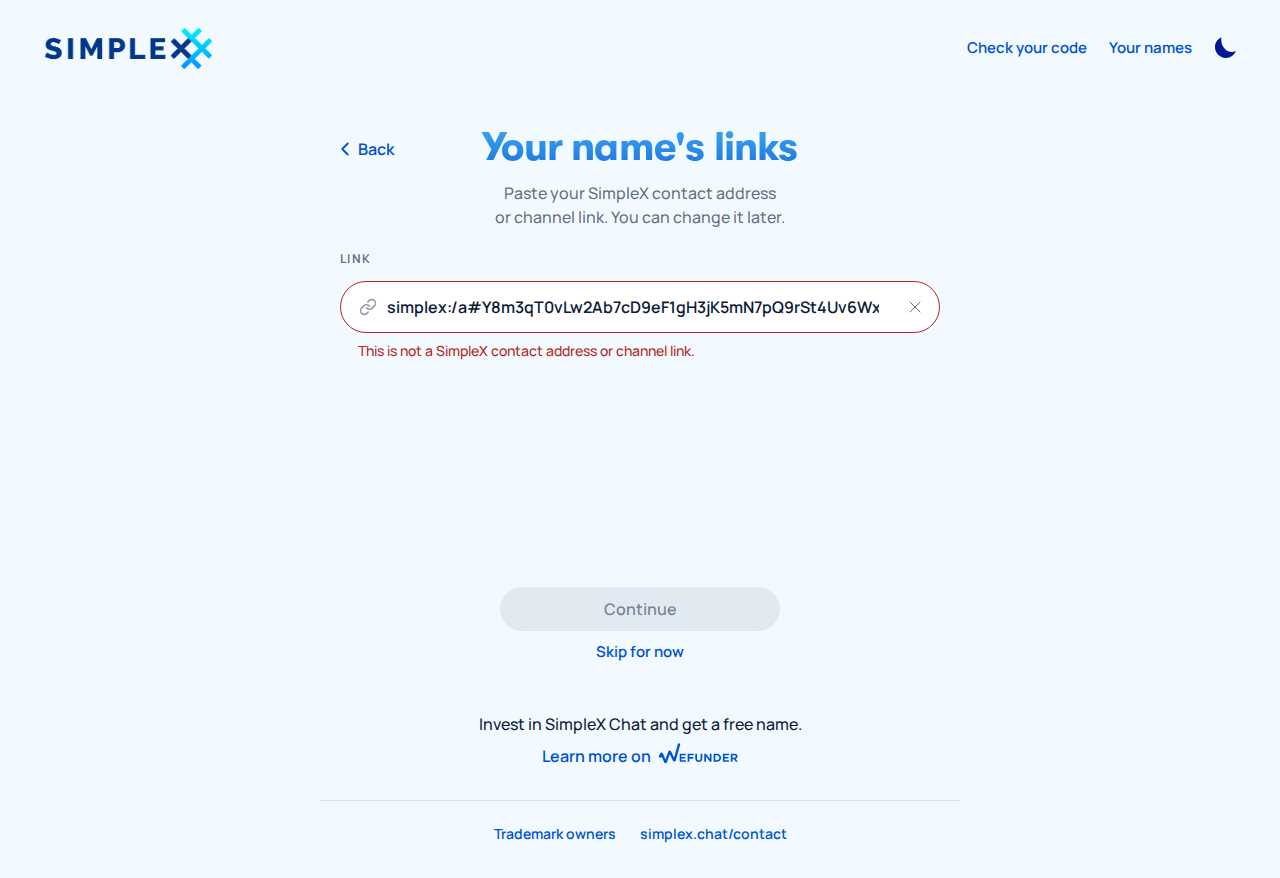 SIMPLEX
Check your code
Your names
Back
Your name's links
Paste your SimpleX contact address
or channel link. You can change it later.
LINK
simplex:/a#Y8m3qT0vLw2Ab7cD9eF1gH3jK5mN7pQ9rSt4Uv6Wx
This is not a SimpleX contact address or channel link.
Continue
Skip for now
Invest in SimpleX Chat and get a free name.
Learn more on WEFUNDER
Trademark owners
simplex.chat/contact